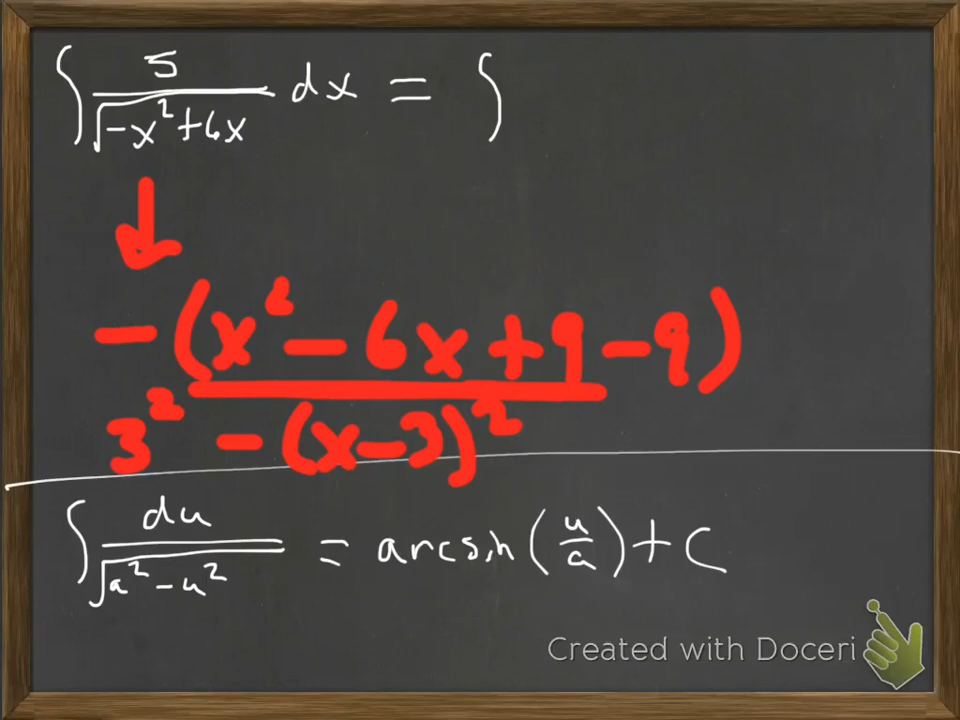 ∫ 5/√(-x²+6x) dx = ∫
↓
-(x²-6x+9-9)
3² -(x-3)²
∫ du/√(a²-u²) = arcsin(u/a)+C
Created with Doceri